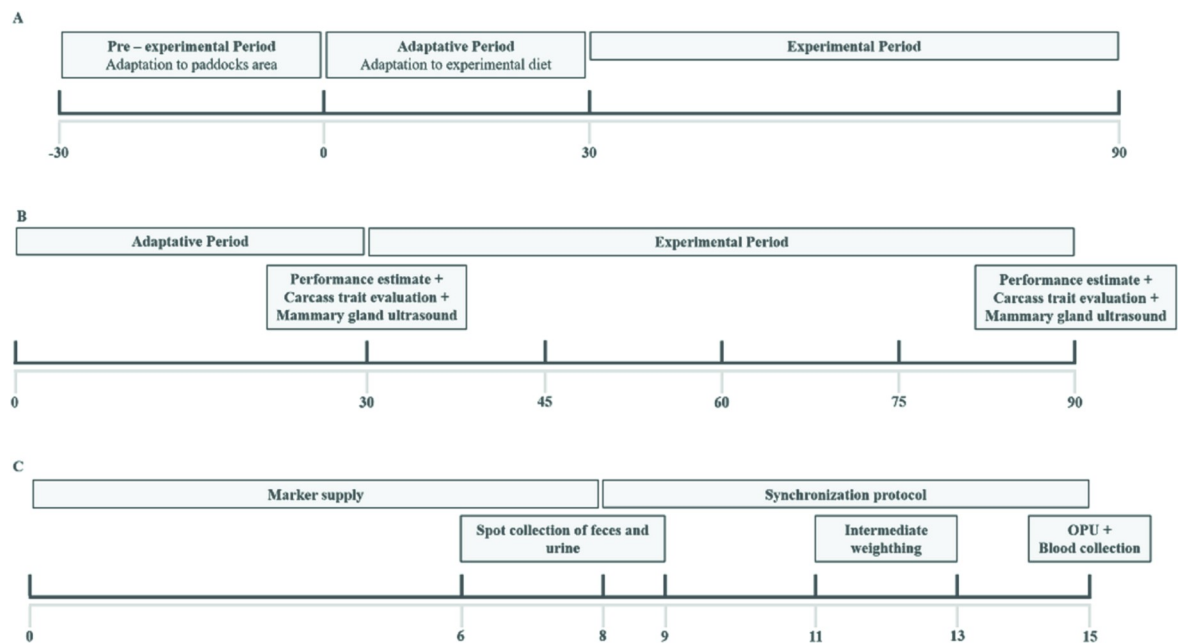 A
Pre – experimental Period
Adaptation to paddocks area
Adaptative Period
Adaptation to experimental diet
Experimental Period
-30
0
30
90
B
Adaptative Period
Experimental Period
Performance estimate +
Carcass trait evaluation +
Mammary gland ultrasound
Performance estimate +
Carcass trait evaluation +
Mammary gland ultrasound
0
30
45
60
75
90
C
Marker supply
Synchronization protocol
Spot collection of feces and
urine
Intermediate
weighthing
OPU +
Blood collection
0
6
8
9
11
13
15